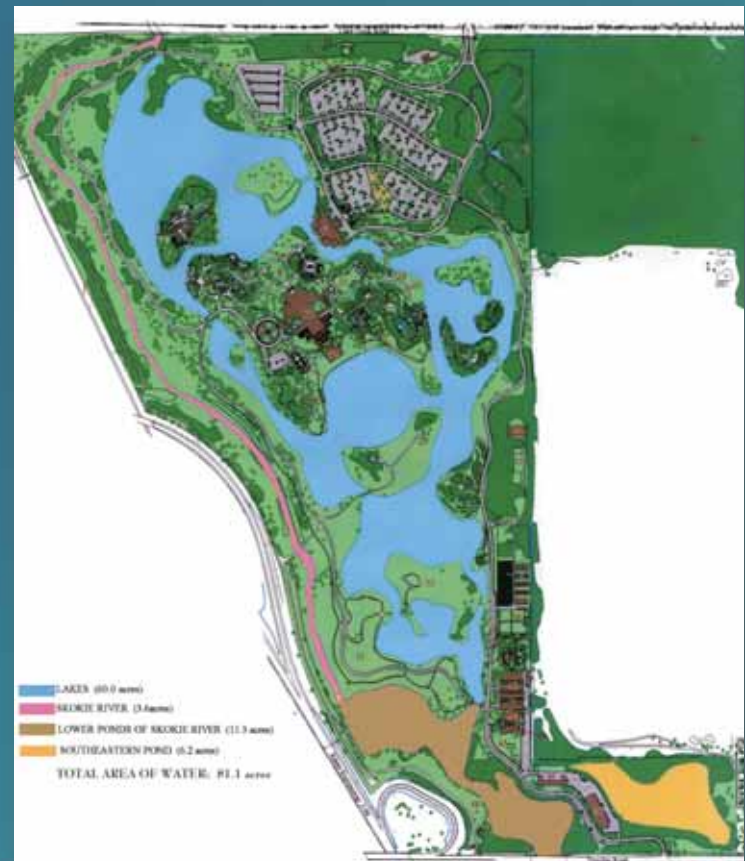 LAKES (60.0 acres)
SKOKIE RIVER (3.6acres)
LOWER PONDS OF SKOKIE RIVER (11.3 acres)
SOUTHEASTERN POND (6.2 acres)
TOTAL AREA OF WATER: 81.1 acres